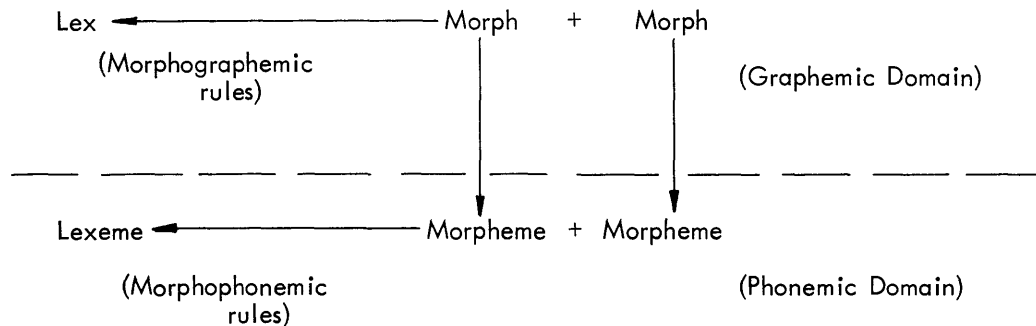 Lex Morph + Morph
(Morphographemic
rules)
(Graphemic Domain)
Lexeme Morpheme + Morpheme
(Morphophonemic
rules)
(Phonemic Domain)